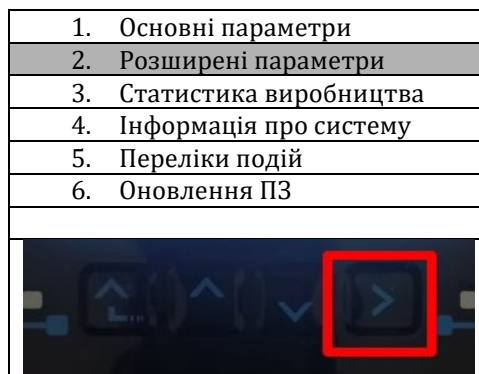 1. Основні параметри
2. Розширені параметри
3. Статистика виробництва
4. Інформація про систему
5. Переліки подій
6. Оновлення ПЗ